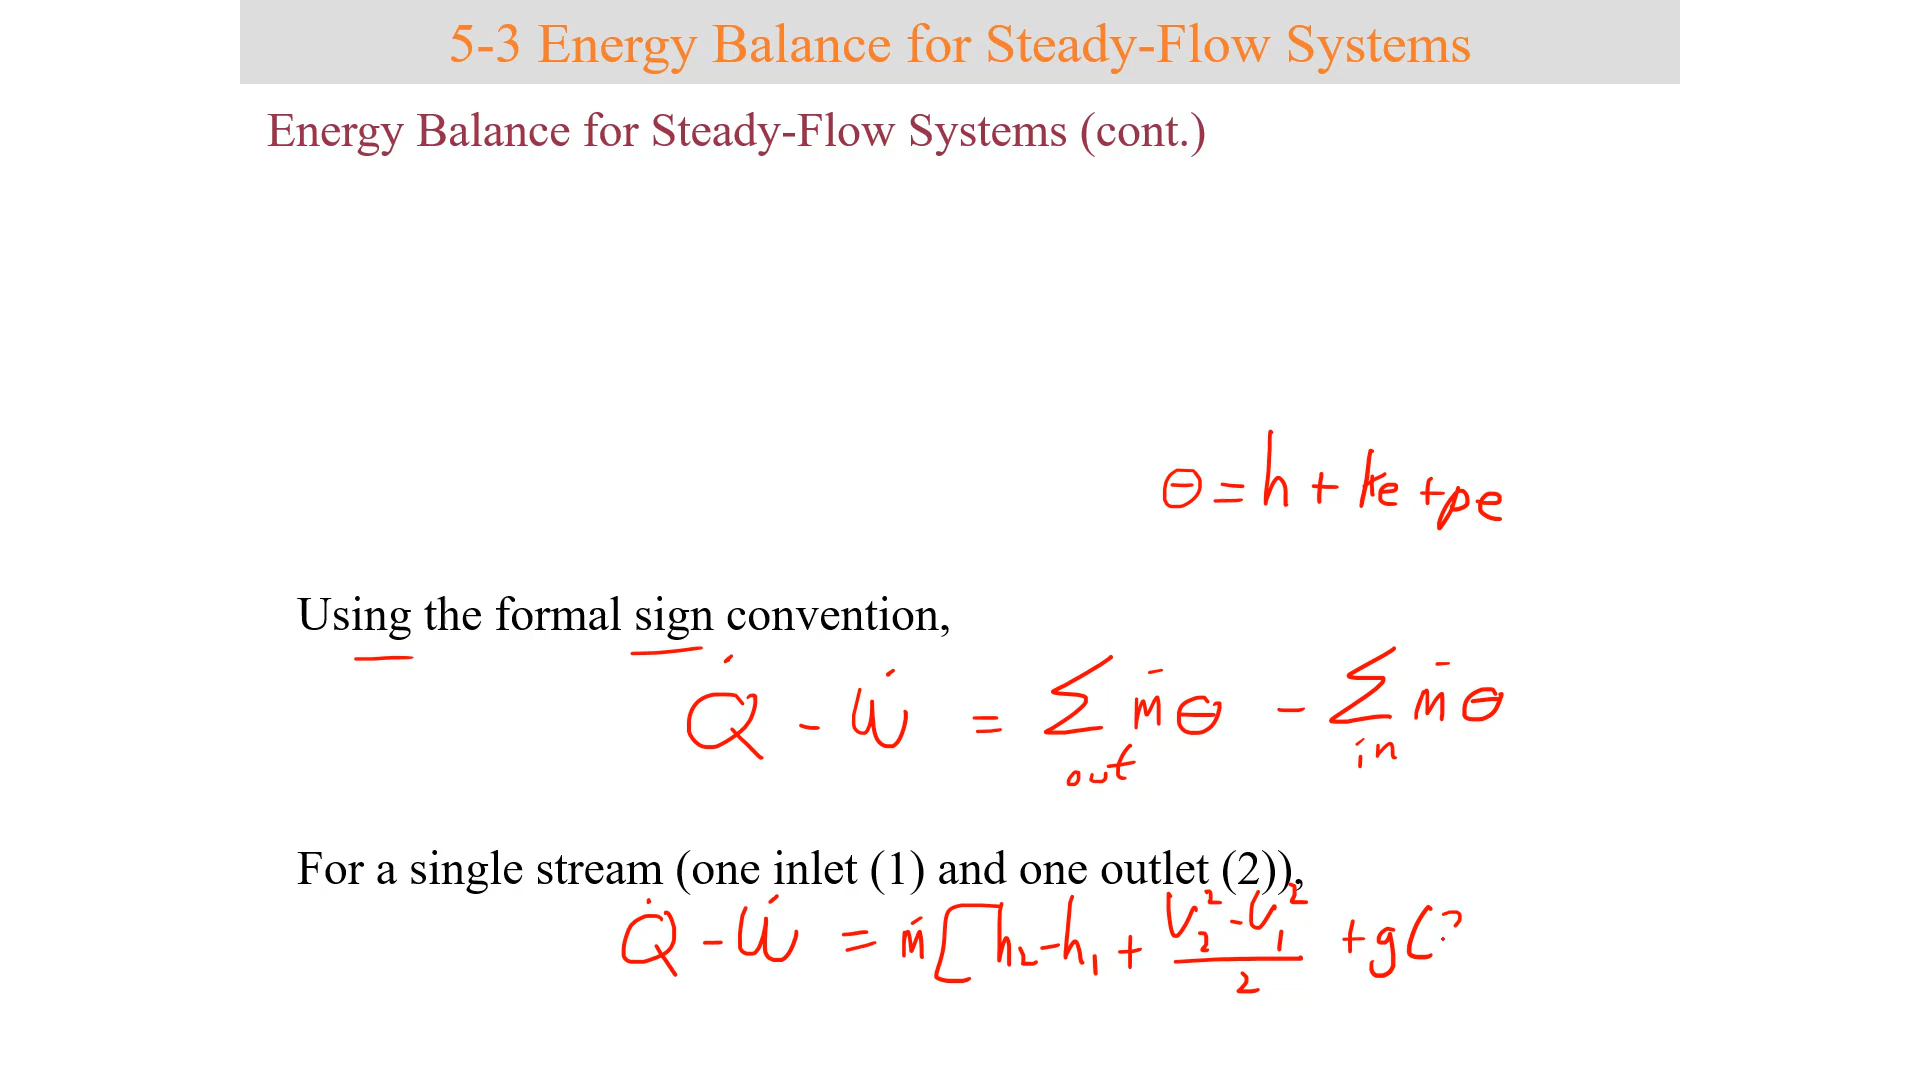 5-3 Energy Balance for Steady-Flow Systems
Energy Balance for Steady-Flow Systems (cont.)
θ = h + ke + pe
Using the formal sign convention,
Q̇ - Ẇ = ∑ ṁθ - ∑ ṁθ
out in
For a single stream (one inlet (1) and one outlet (2)),
Q̇ - Ẇ = ṁ[h₂-h₁ + (V₂² - V₁²)/2 + g(